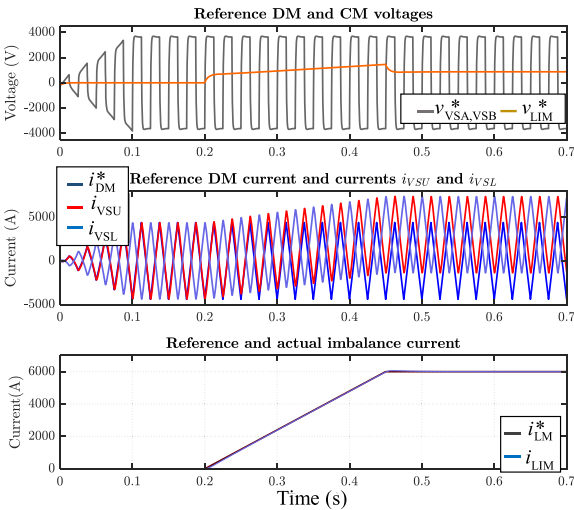 Reference DM and CM voltages
Voltage (V)
4000
2000
0
-2000
-4000
v*VSA,VSB v*LIM
0 0.1 0.2 0.3 0.4 0.5 0.6 0.7
Reference DM current and currents iVSU and iVSL
Current (A)
5000
0
-5000
i*DM
iVSU
iVSL
0 0.1 0.2 0.3 0.4 0.5 0.6 0.7
Reference and actual imbalance current
Current(A)
6000
4000
2000
0
i*LM
iLIM
0 0.1 0.2 0.3 0.4 0.5 0.6 0.7
Time (s)